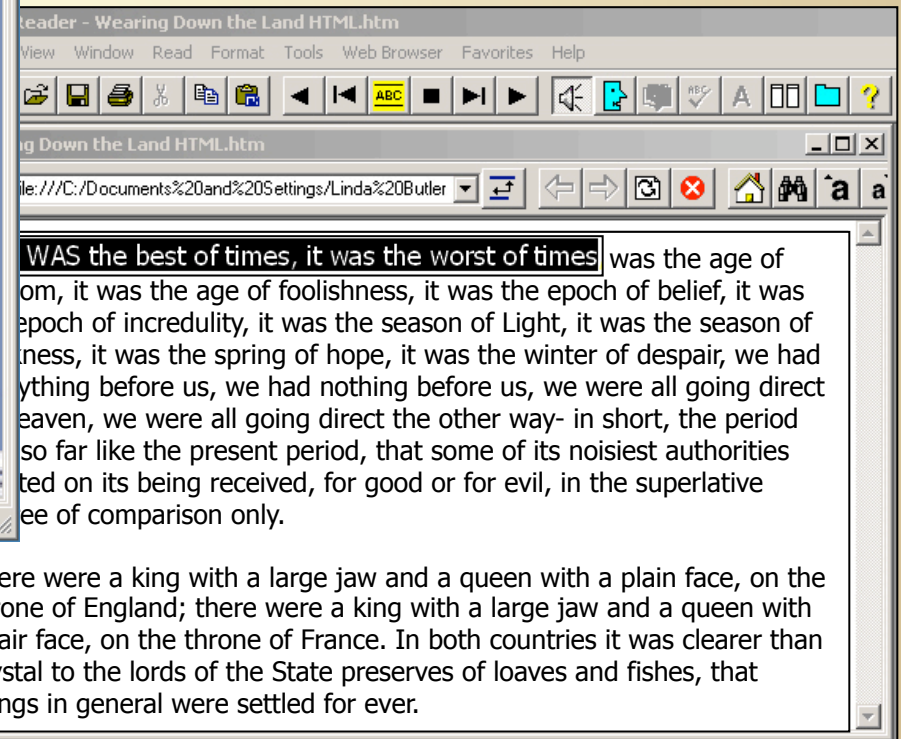 Reader - Wearing Down the Land HTML.htm
View Window Read Format Tools Web Browser Favorites Help
ABC ABC A ?
ng Down the Land HTML.htm
ile:///C:/Documents%20and%20Settings/Linda%20Butler a a
WAS the best of times, it was the worst of times was the age of
om, it was the age of foolishness, it was the epoch of belief, it was
epoch of incredulity, it was the season of Light, it was the season of
kness, it was the spring of hope, it was the winter of despair, we had
ything before us, we had nothing before us, we were all going direct
eaven, we were all going direct the other way- in short, the period
so far like the present period, that some of its noisiest authorities
ted on its being received, for good or for evil, in the superlative
ee of comparison only.
ere were a king with a large jaw and a queen with a plain face, on the
rone of England; there were a king with a large jaw and a queen with
air face, on the throne of France. In both countries it was clearer than
ystal to the lords of the State preserves of loaves and fishes, that
ngs in general were settled for ever.